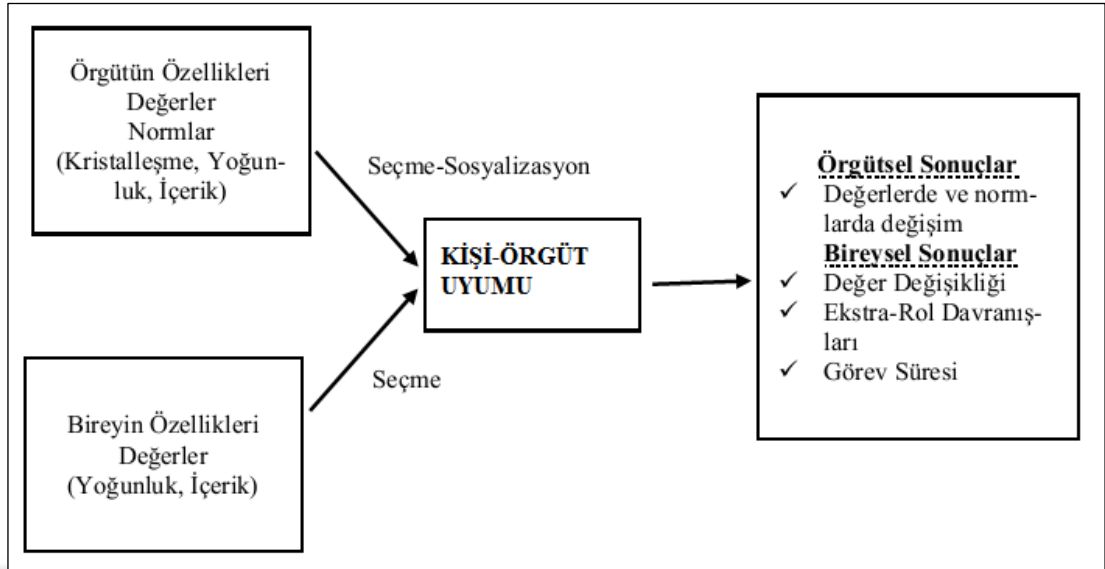 Örgütün Özellikleri
Değerler
Normlar
(Kristalleşme, Yoğun-
luk, İçerik)
Seçme-Sosyalizasyon
Bireyin Özellikleri
Değerler
(Yoğunluk, İçerik)
Seçme
KİŞİ-ÖRGÜT
UYUMU
Örgütsel Sonuçlar
✓ Değerlerde ve norm-
larda değişim
Bireysel Sonuçlar
✓ Değer Değişikliği
✓ Ekstra-Rol Davranış-
ları
✓ Görev Süresi